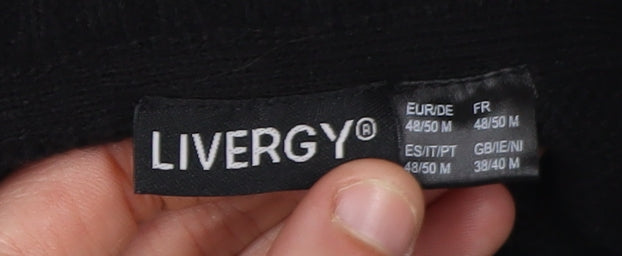 LIVERGY®
EUR/DE FR
48/50 M 48/50 M
ES/IT/PT GB/IE/NI
48/50 M 38/40 M